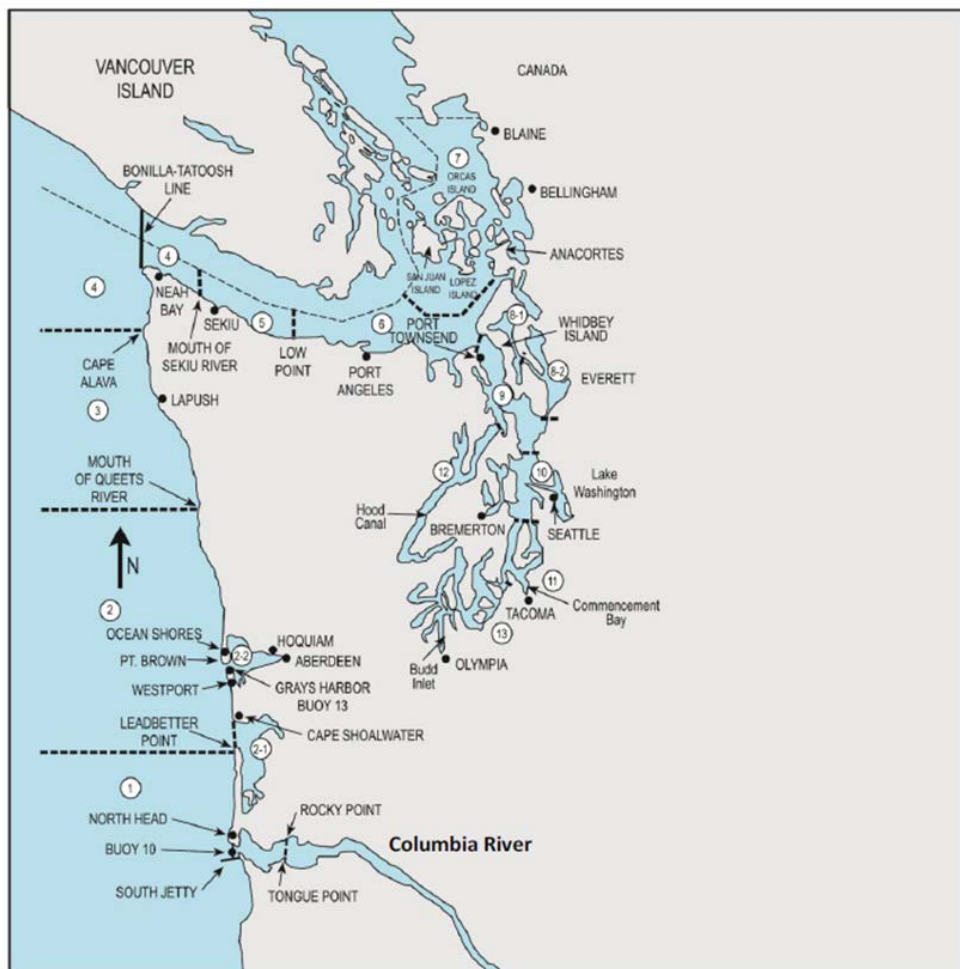 VANCOUVER
ISLAND
CANADA
BLAINE
7
ORCAS
ISLAND
BONILLA-TATOOSH
LINE
BELLINGHAM
ANACORTES
4
4
NEAH
BAY
SAN JUAN
ISLAND
LOPEZ
ISLAND
SEKIU
5
6
PORT
TOWNSEND
8-1
WHIDBEY
ISLAND
MOUTH OF
SEKIU RIVER
LOW
POINT
PORT
ANGELES
CAPE
ALAVA
8-2
EVERETT
LAPUSH
3
9
MOUTH
OF QUEETS
RIVER
12
10
Lake
Washington
Hood
Canal
BREMERTON
SEATTLE
N
2
11
TACOMA
Commencement
Bay
13
OCEAN SHORES
2-2
HOQUIAM
PT. BROWN
ABERDEEN
Budd
Inlet
OLYMPIA
WESTPORT
GRAYS HARBOR
BUOY 13
LEADBETTER
POINT
CAPE SHOALWATER
2-1
1
NORTH HEAD
ROCKY POINT
BUOY 10
Columbia River
SOUTH JETTY
TONGUE POINT